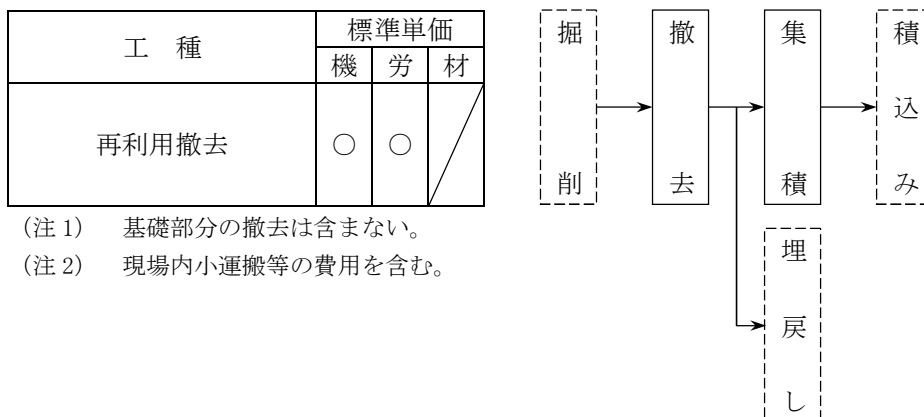 工　種
標準単価
機 労 材
再利用撤去
○ ○
（注 1）　基礎部分の撤去は含まない。
（注 2）　現場内小運搬等の費用を含む。
掘削
撤去
集積
積込み
埋戻し